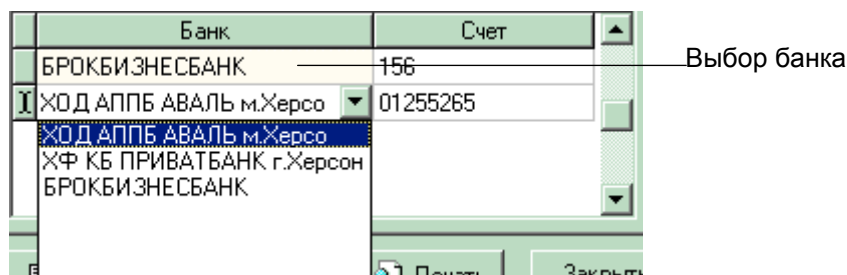 Банк Счет
БРОКБИЗНЕСБАНК 156 Выбор банка
ХОД АППБ АВАЛЬ м.Херсо 01255265
ХОД АППБ АВАЛЬ м.Херсо
ХФ КБ ПРИВАТБАНК г.Херсон
БРОКБИЗНЕСБАНК
Печать Закрыть